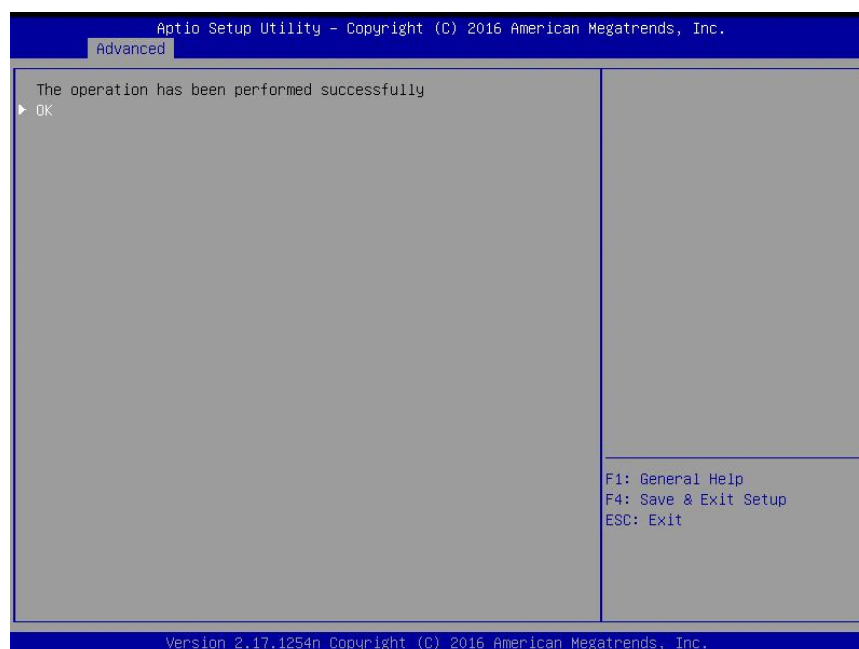 Aptio Setup Utility – Copyright (C) 2016 American Megatrends, Inc.
Advanced
The operation has been performed successfully
OK
F1: General Help
F4: Save & Exit Setup
ESC: Exit
Version 2.17.1254n Copyright (C) 2016 American Megatrends, Inc.